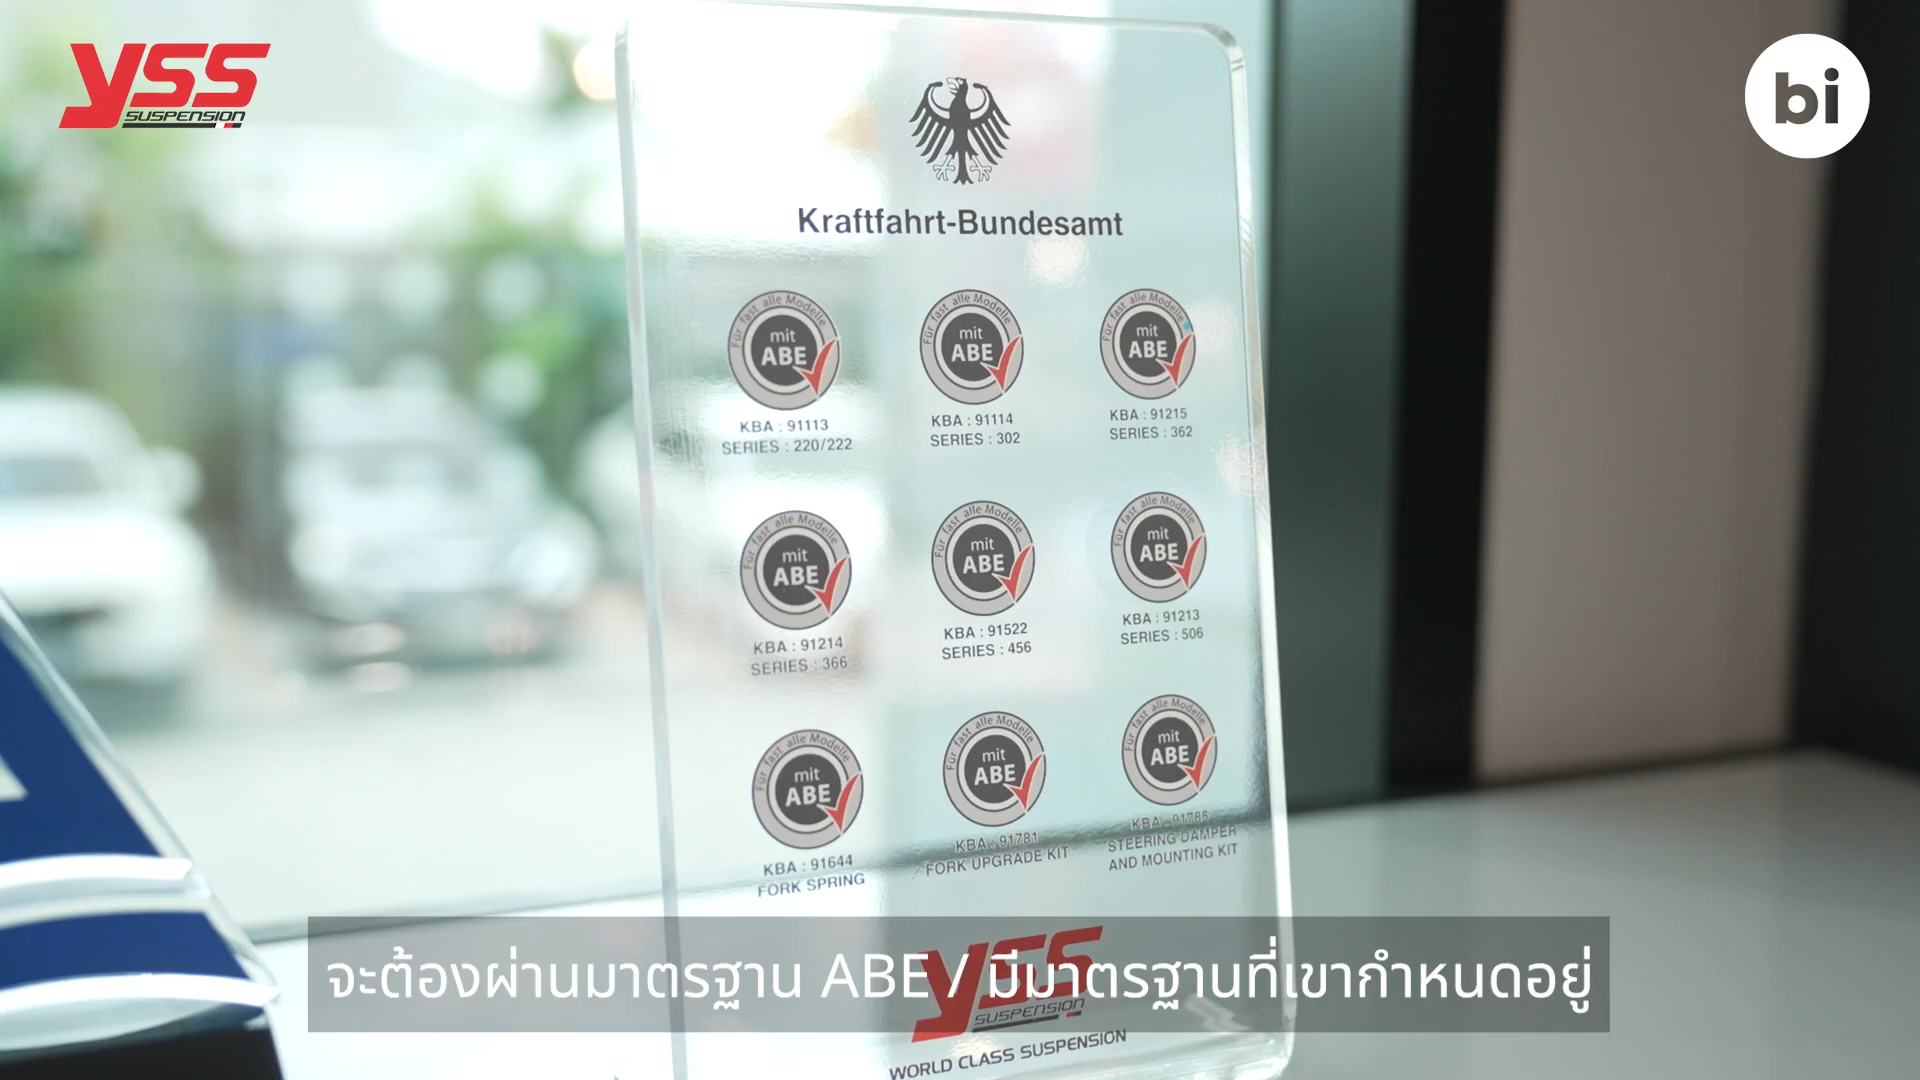 YSS
SUSPENSION
bi
Kraftfahrt-Bundesamt
Für fast alle Modelle
mit
ABE
KBA : 91113
SERIES : 220/222
Für fast alle Modelle
mit
ABE
KBA : 91114
SERIES : 302
Für fast alle Modelle
mit
ABE
KBA : 91215
SERIES : 362
Für fast alle Modelle
mit
ABE
KBA : 91214
SERIES : 366
Für fast alle Modelle
mit
ABE
KBA : 91522
SERIES : 456
Für fast alle Modelle
mit
ABE
KBA : 91213
SERIES : 506
Für fast alle Modelle
mit
ABE
KBA : 91644
FORK SPRING
Für fast alle Modelle
mit
ABE
KBA : 91781
FORK UPGRADE KIT
Für fast alle Modelle
mit
ABE
KBA : 91785
STEERING DAMPER
AND MOUNTING KIT
จะต้องผ่านมาตรฐาน ABE / มีมาตรฐานที่เขากำหนดอยู่
YSS
SUSPENSION
WORLD CLASS SUSPENSION